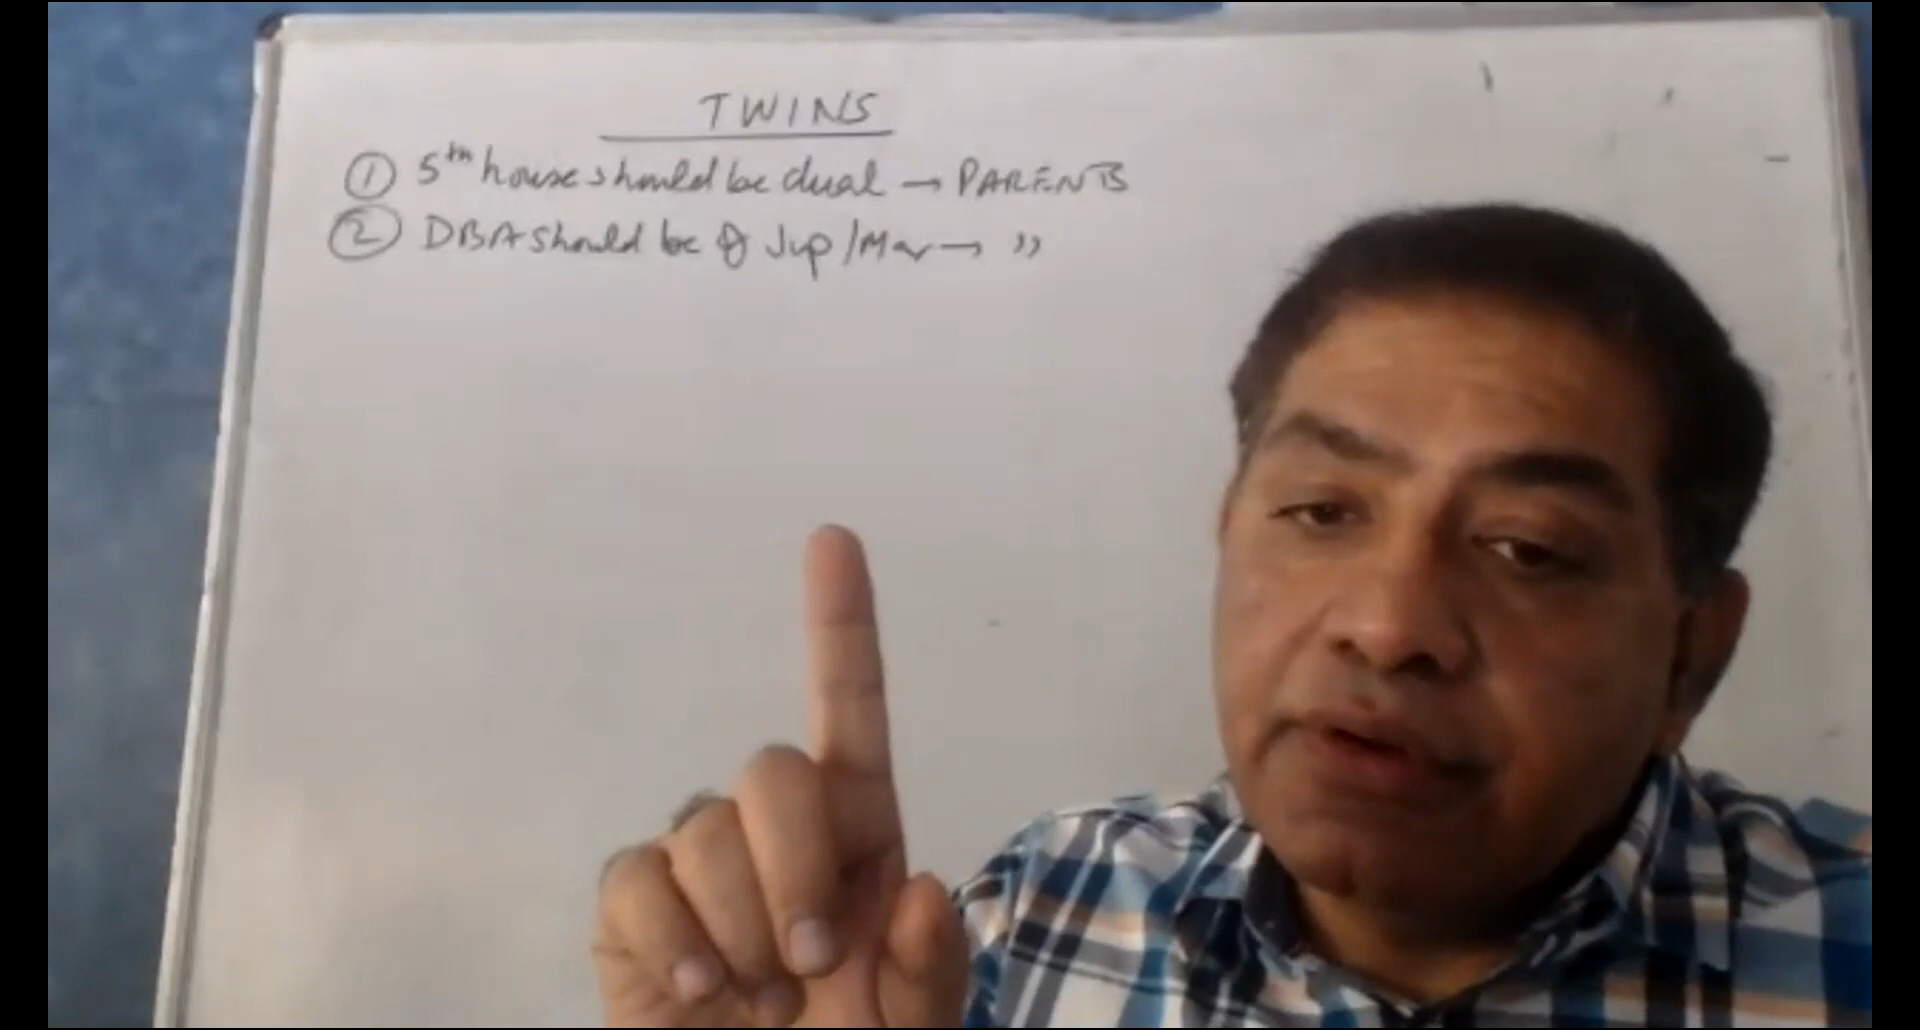 TWINS
① 5th house should be dual → PARENTS
② DBA should be of Jup/Mar → ,,